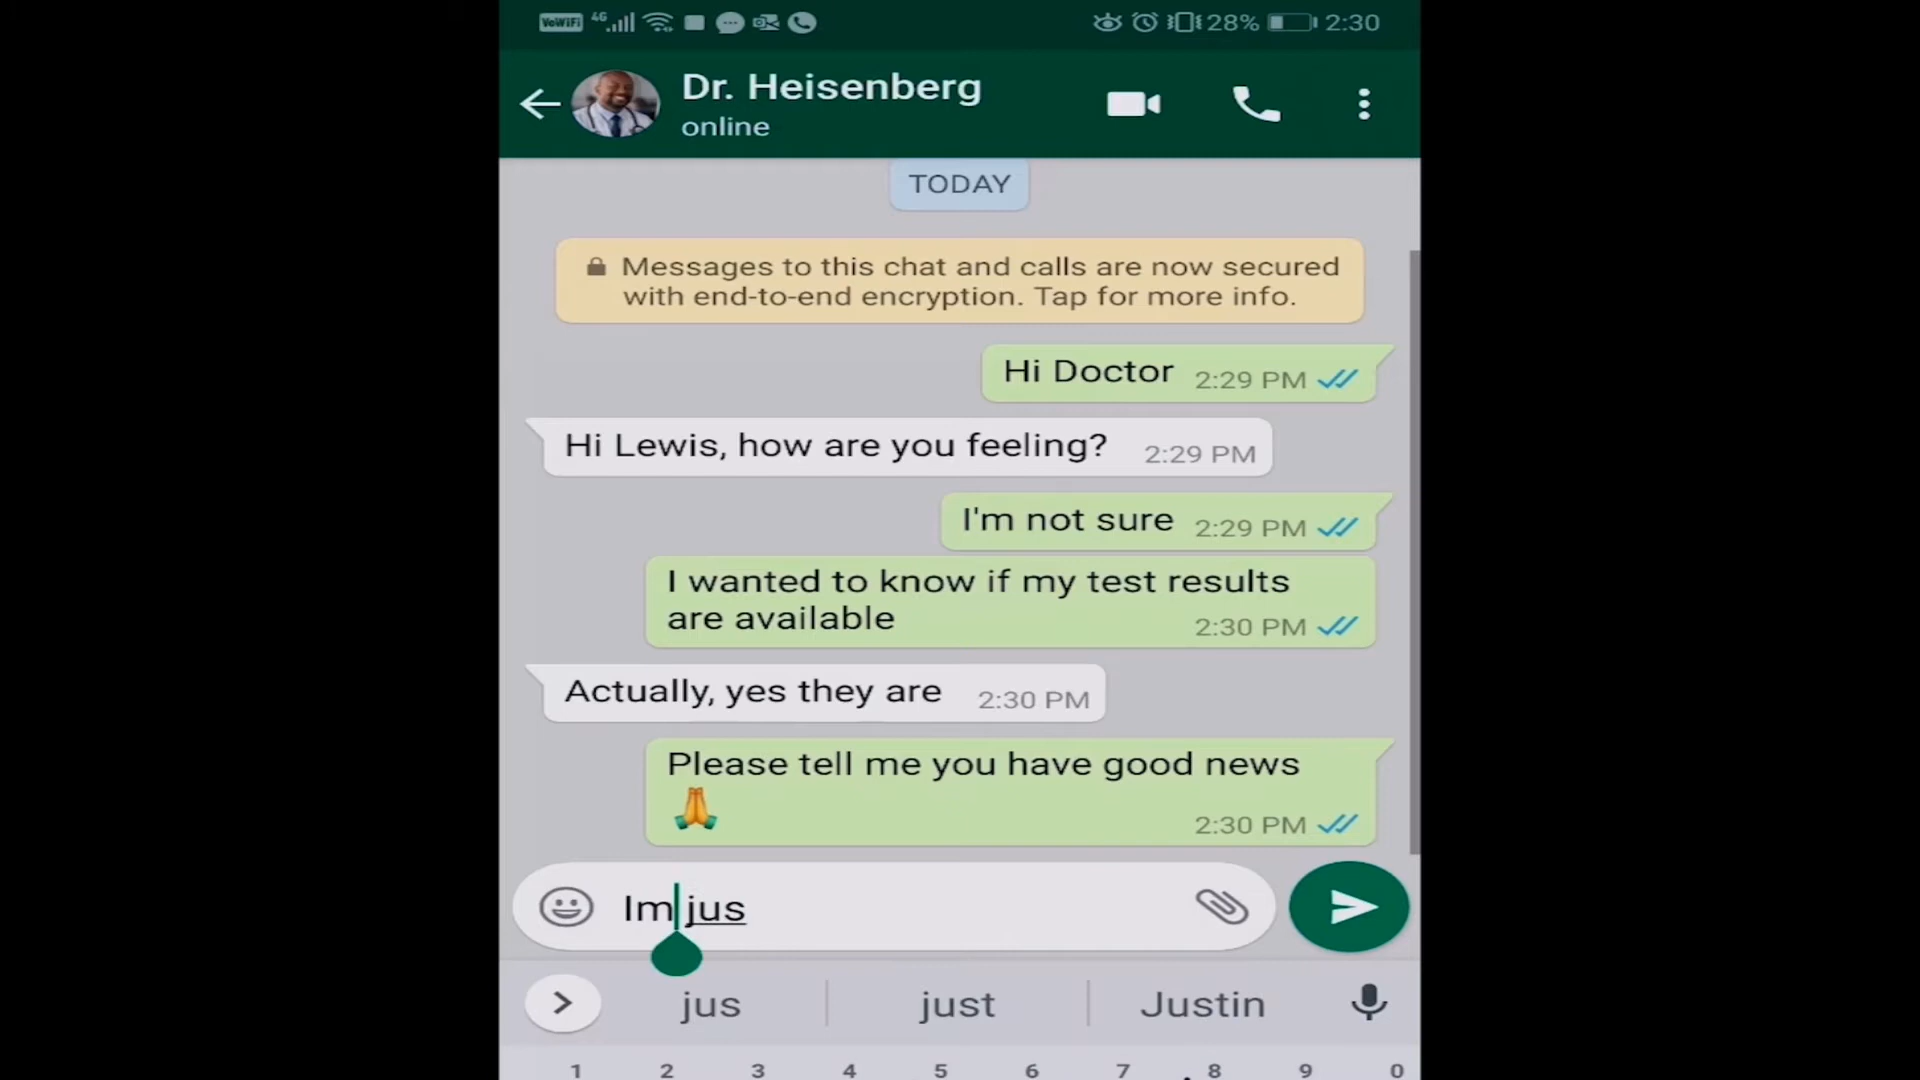 VoWiFi 4G 28% 2:30
Dr. Heisenberg
online
TODAY
Messages to this chat and calls are now secured
with end-to-end encryption. Tap for more info.
Hi Doctor 2:29 PM
Hi Lewis, how are you feeling? 2:29 PM
I'm not sure 2:29 PM
I wanted to know if my test results
are available 2:30 PM
Actually, yes they are 2:30 PM
Please tell me you have good news
🙏 2:30 PM
Im jus
jus just Justin
1 2 3 4 5 6 7 8 9 0